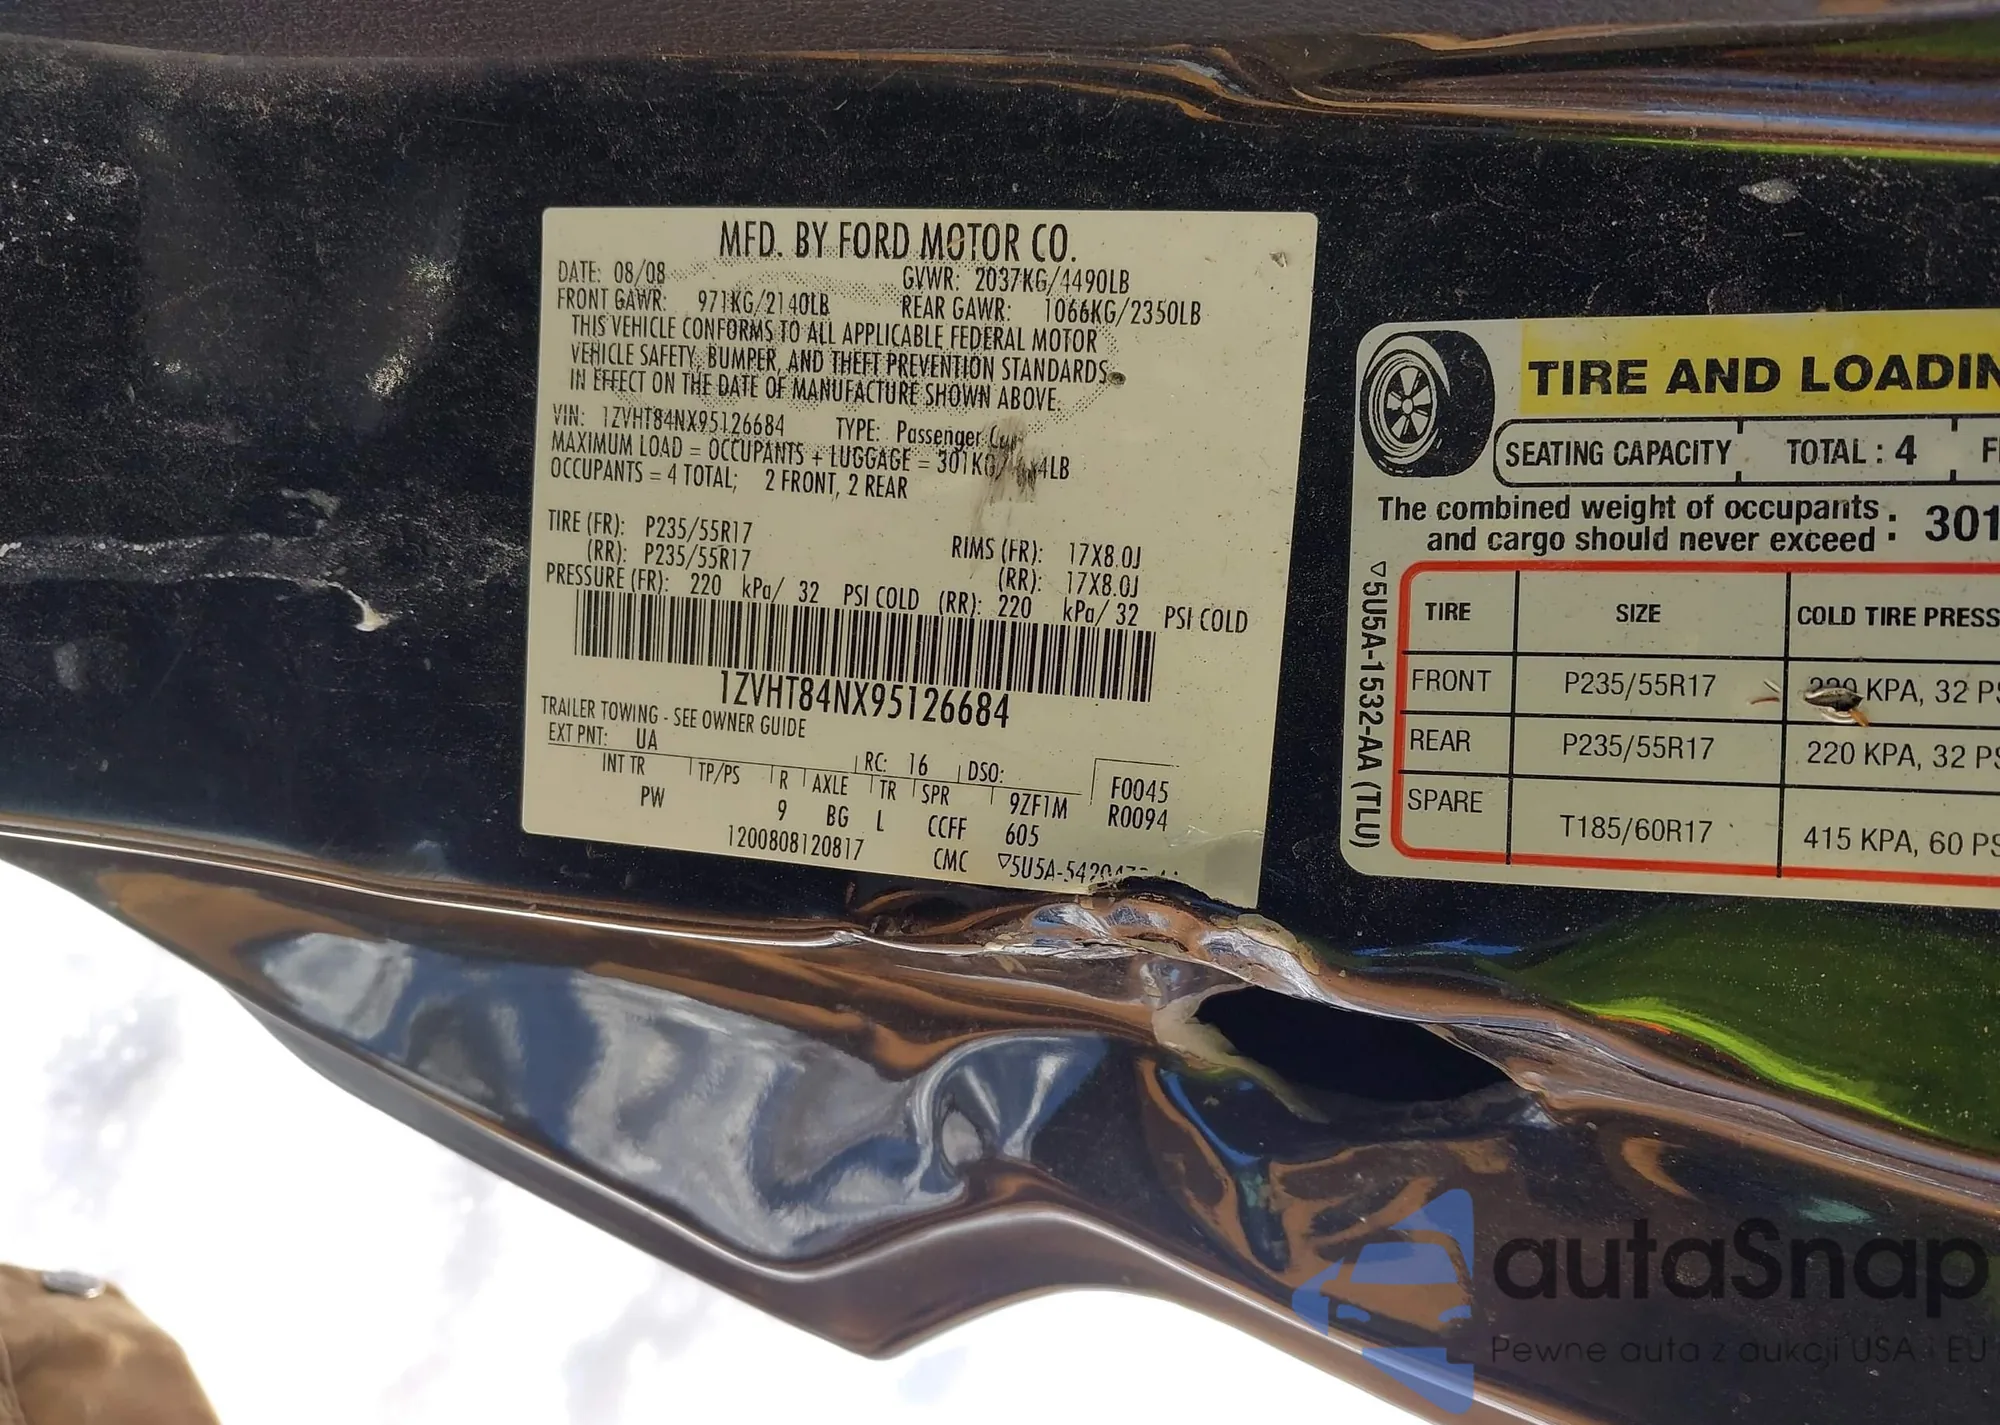 MFD. BY FORD MOTOR CO.
DATE: 08/08 GVWR: 2037KG/4490LB
FRONT GAWR: 971KG/2140LB REAR GAWR: 1066KG/2350LB
THIS VEHICLE CONFORMS TO ALL APPLICABLE FEDERAL MOTOR
VEHICLE SAFETY, BUMPER, AND THEFT PREVENTION STANDARDS
IN EFFECT ON THE DATE OF MANUFACTURE SHOWN ABOVE.
VIN: 1ZVHT84NX95126684 TYPE: Passenger
MAXIMUM LOAD = OCCUPANTS + LUGGAGE =
OCCUPANTS = 4 TOTAL; 2 FRONT, 2 REAR
TIRE (FR): P235/55R17 RIMS (FR): 17X8.0J
(RR): P235/55R17 (RR): 17X8.0J
PRESSURE (FR): 220 kPa/ 32 PSI COLD (RR): 220 kPa/ 32 PSI COLD
1ZVHT84NX95126684
TRAILER TOWING - SEE OWNER GUIDE
EXT PNT: UA RC: 16 DSO: F0045
INT TR TP/PS R AXLE TR SPR 9ZF1M R0094
PW 9 BG L CCFF 605
1200808120817 CMC
TIRE AND LOADIN
SEATING CAPACITY TOTAL : 4
The combined weight of occupants
and cargo should never exceed : 301
▽5U5A-1532-AA (TLU)
TIRE SIZE COLD TIRE PRESS
FRONT P235/55R17 KPA, 32
REAR P235/55R17 220 KPA, 32
SPARE T185/60R17 415 KPA, 60
autaSnap
Pewne auta z aukcji USA i EU